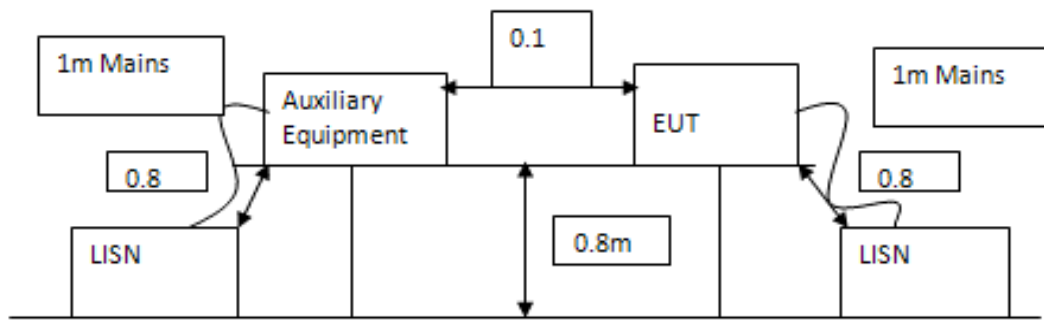 0.1
1m Mains
1m Mains
Auxiliary
Equipment
EUT
0.8
0.8
0.8m
LISN
LISN